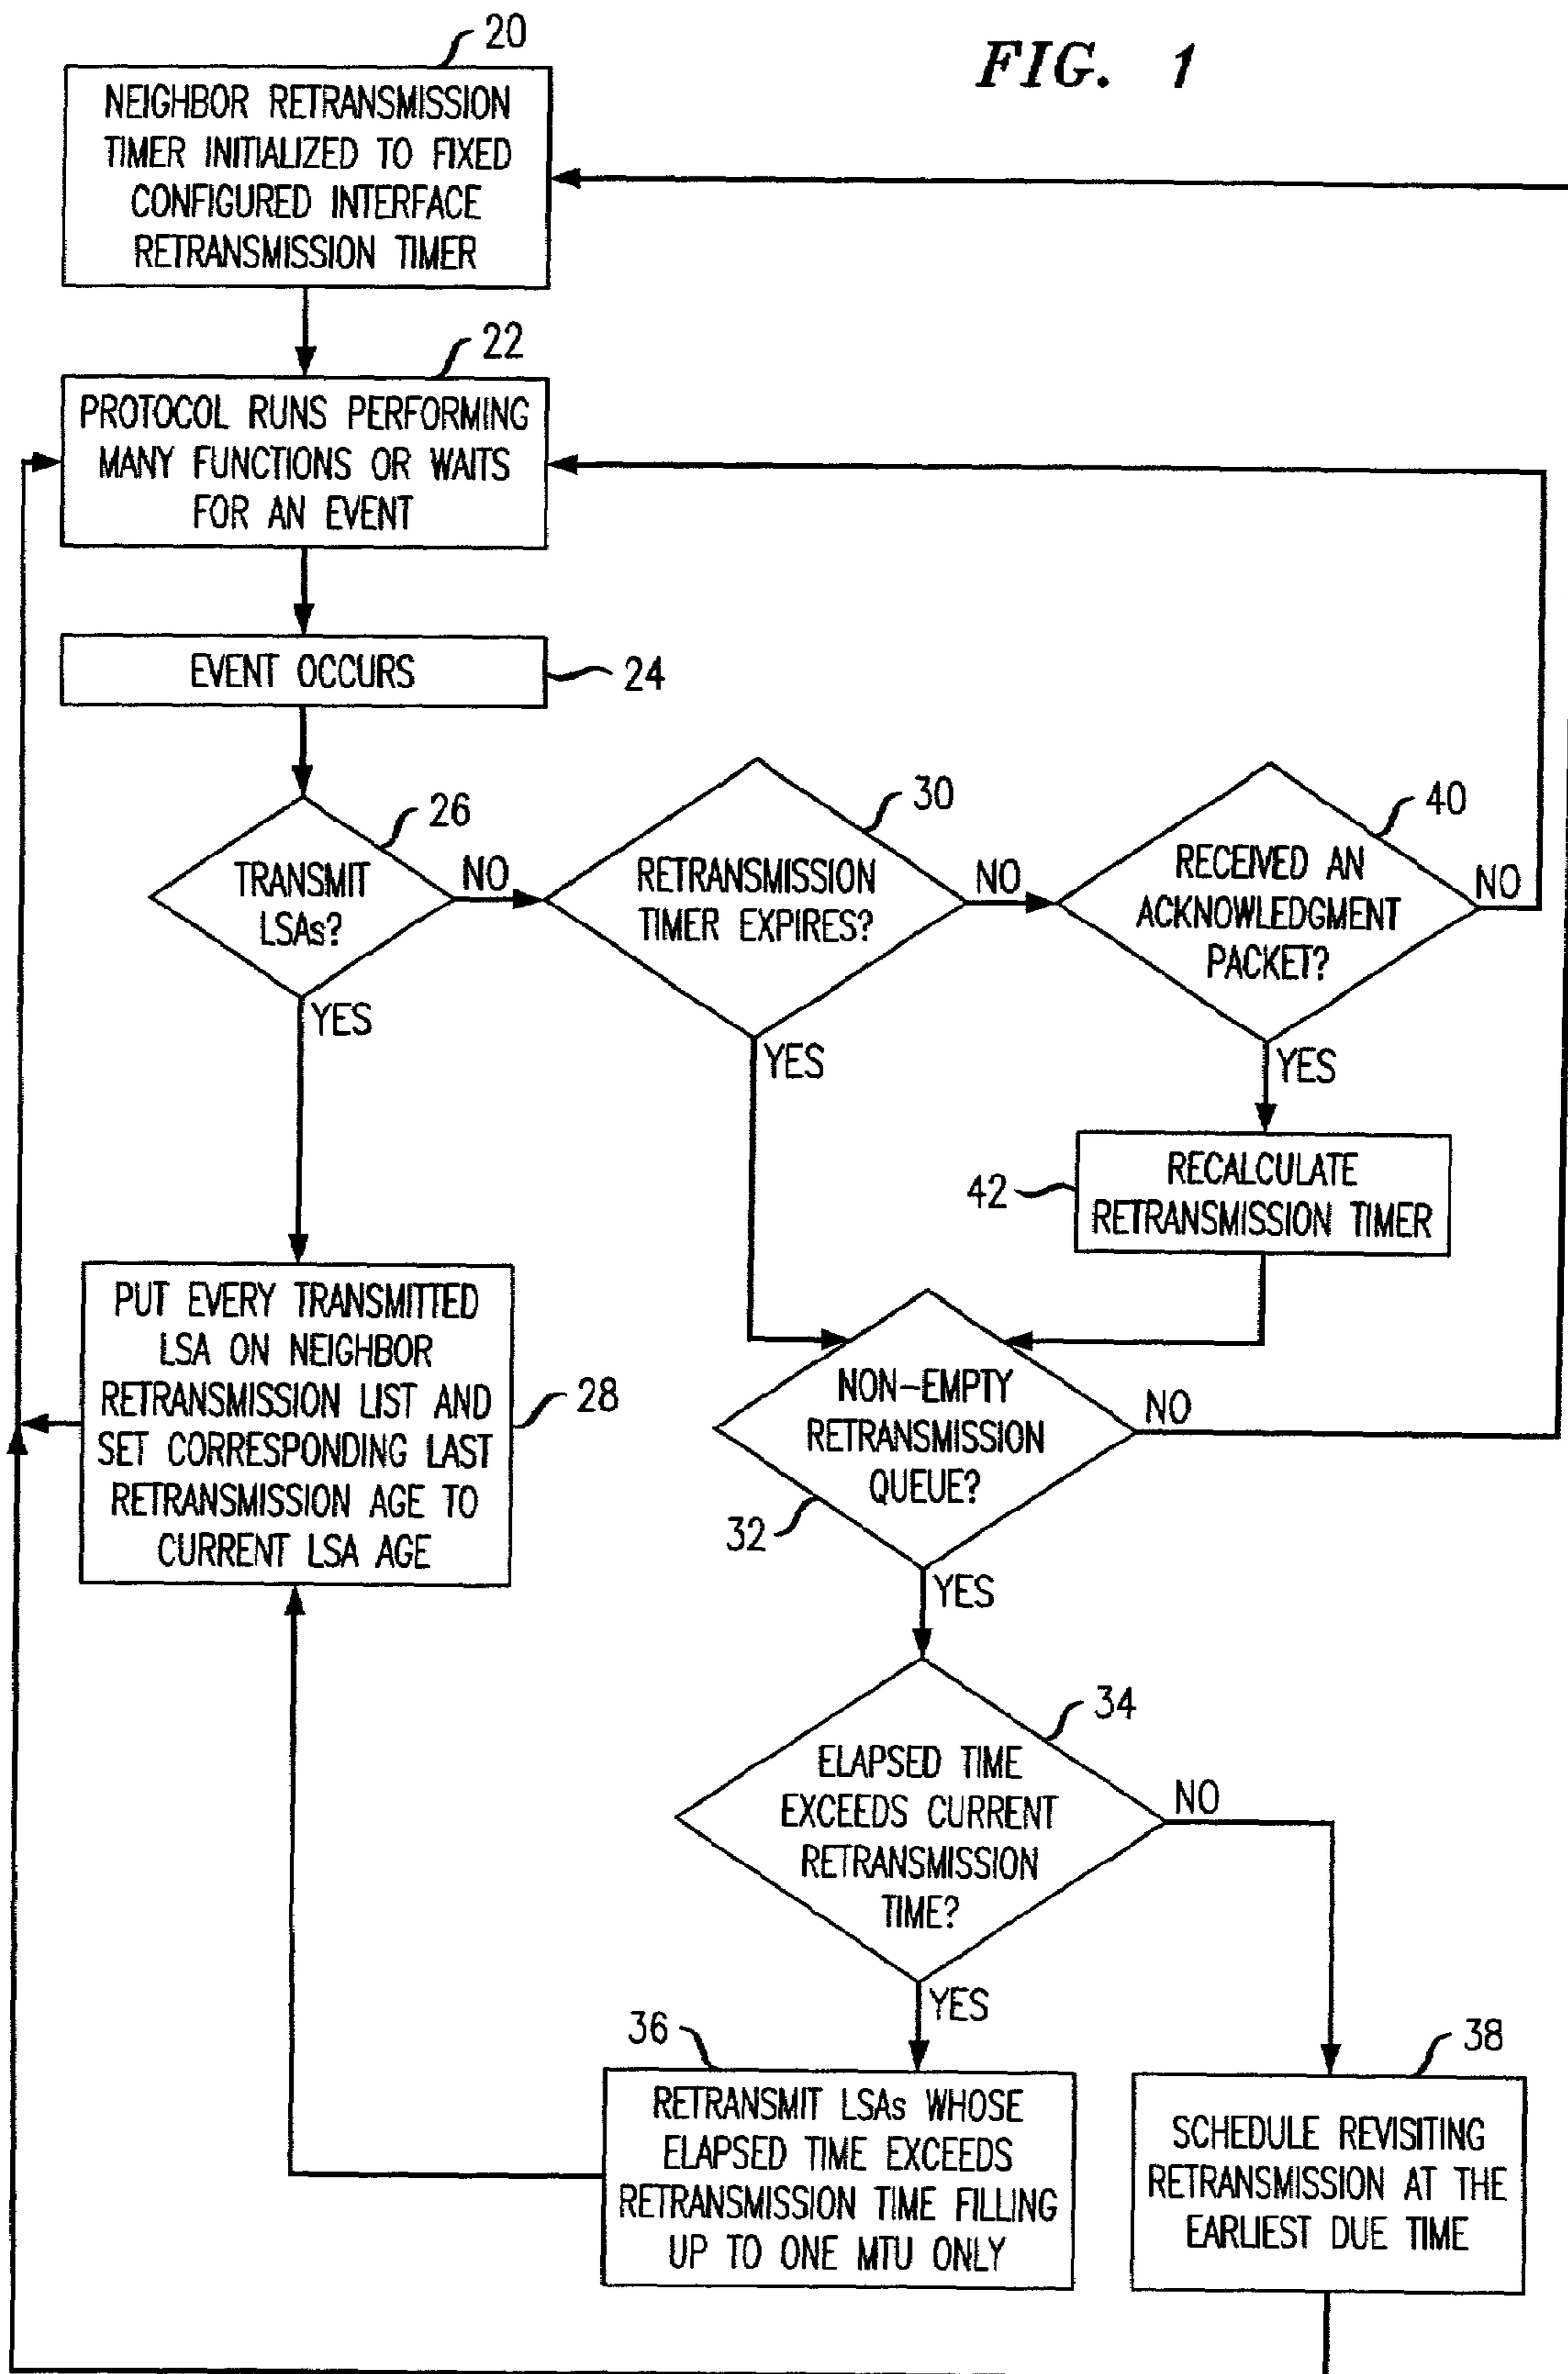 FIG. 1
20
NEIGHBOR RETRANSMISSION
TIMER INITIALIZED TO FIXED
CONFIGURED INTERFACE
RETRANSMISSION TIMER
22
PROTOCOL RUNS PERFORMING
MANY FUNCTIONS OR WAITS
FOR AN EVENT
EVENT OCCURS
24
26
TRANSMIT
LSAs?
NO
YES
30
RETRANSMISSION
TIMER EXPIRES?
NO
YES
40
RECEIVED AN
ACKNOWLEDGMENT
PACKET?
NO
YES
42
RECALCULATE
RETRANSMISSION TIMER
PUT EVERY TRANSMITTED
LSA ON NEIGHBOR
RETRANSMISSION LIST AND
SET CORRESPONDING LAST
RETRANSMISSION AGE TO
CURRENT LSA AGE
28
NON-EMPTY
RETRANSMISSION
QUEUE?
NO
32
YES
34
ELAPSED TIME
EXCEEDS CURRENT
RETRANSMISSION
TIME?
NO
YES
36
RETRANSMIT LSAs WHOSE
ELAPSED TIME EXCEEDS
RETRANSMISSION TIME FILLING
UP TO ONE MTU ONLY
38
SCHEDULE REVISITING
RETRANSMISSION AT THE
EARLIEST DUE TIME